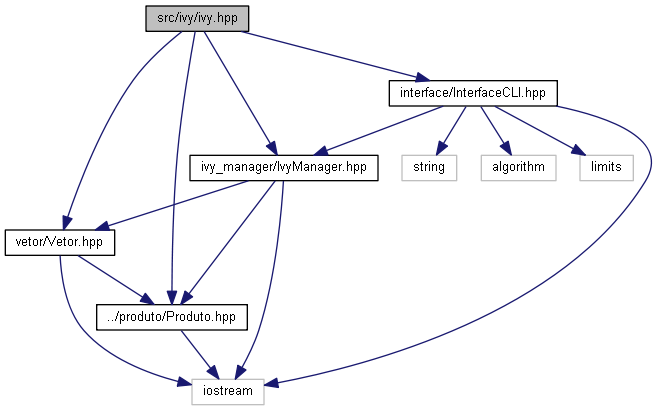 src/ivy/ivy.hpp
interface/InterfaceCLI.hpp
ivy_manager/IvyManager.hpp
string
algorithm
limits
vetor/Vetor.hpp
../produto/Produto.hpp
iostream